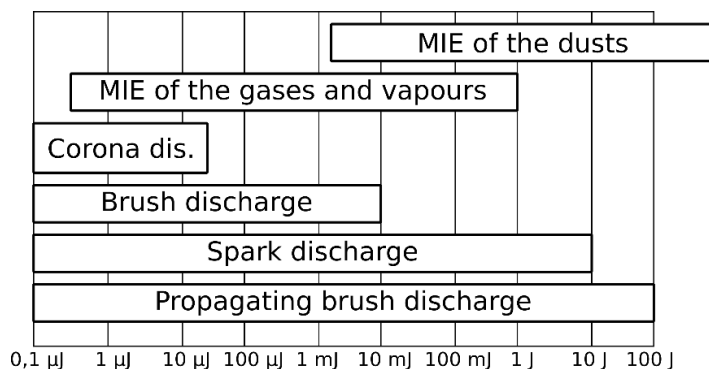 MIE of the dusts
MIE of the gases and vapours
Corona dis.
Brush discharge
Spark discharge
Propagating brush discharge
0,1 µJ 1 µJ 10 µJ 100 µJ 1 mJ 10 mJ 100 mJ 1 J 10 J 100 J